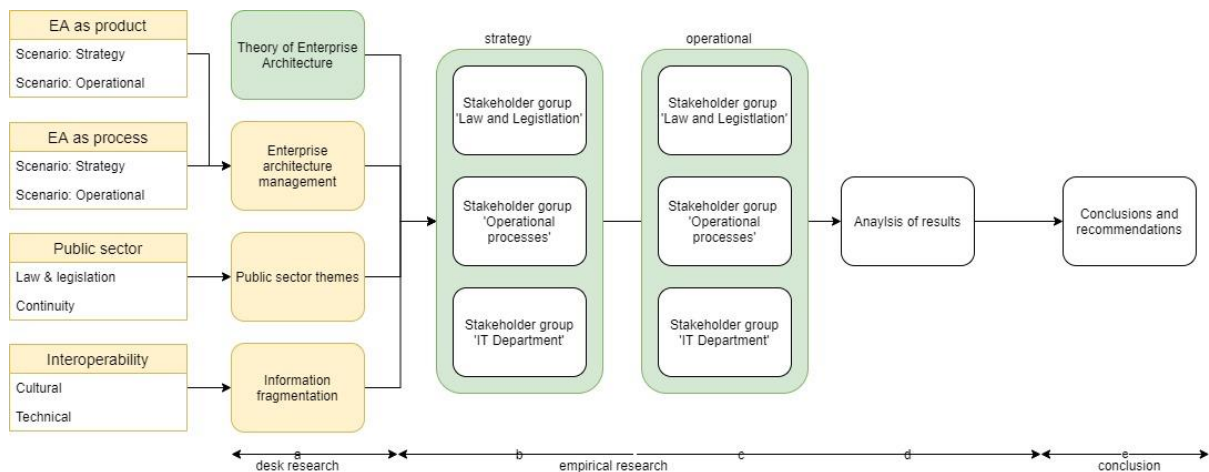 EA as product
Scenario: Strategy
Scenario: Operational
EA as process
Scenario: Strategy
Scenario: Operational
Public sector
Law & legislation
Continuity
Interoperability
Cultural
Technical
Theory of Enterprise
Architecture
Enterprise
architecture
management
Public sector themes
Information
fragmentation
strategy
Stakeholder gorup
'Law and Legistlation'
Stakeholder gorup
'Operational
processes'
Stakeholder group
'IT Department'
operational
Stakeholder gorup
'Law and Legistlation'
Stakeholder gorup
'Operational
processes'
Stakeholder group
'IT Department'
Anaylsis of results
Conclusions and
recommendations
a
desk research
b
empirical research
c
d
e
conclusion